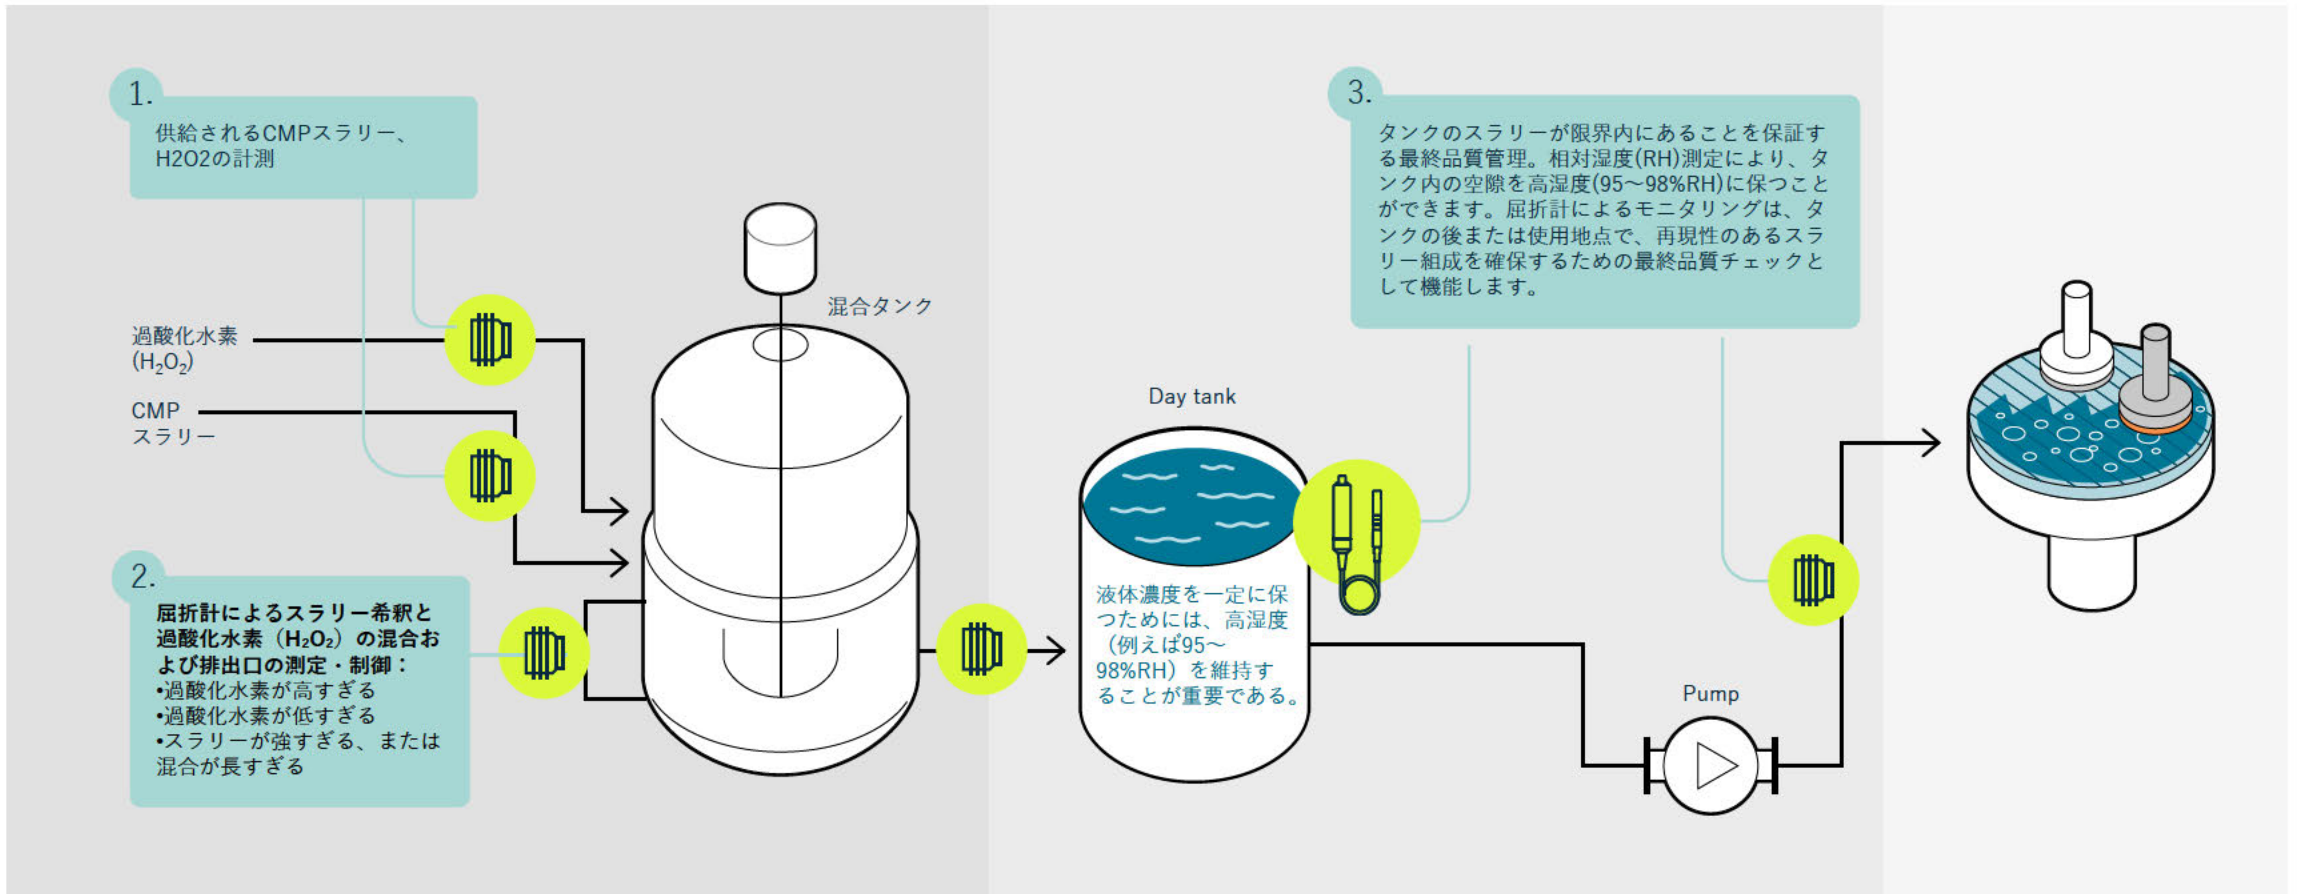 1.
供給されるCMPスラリー、
H2O2の計測
過酸化水素
(H₂O₂)
CMP
スラリー
2.
屈折計によるスラリー希釈と
過酸化水素（H₂O₂）の混合お
よび排出口の測定・制御：
•過酸化水素が高すぎる
•過酸化水素が低すぎる
•スラリーが強すぎる、または
混合が長すぎる
混合タンク
3.
タンクのスラリーが限界内にあることを保証す
る最終品質管理。相対湿度(RH)測定により、タ
ンク内の空隙を高湿度(95～98%RH)に保つこと
ができます。屈折計によるモニタリングは、タ
ンクの後または使用地点で、再現性のあるスラ
リー組成を確保するための最終品質チェックと
して機能します。
Day tank
液体濃度を一定に保
つためには、高湿度
（例えば95～
98%RH）を維持す
ることが重要である。
Pump